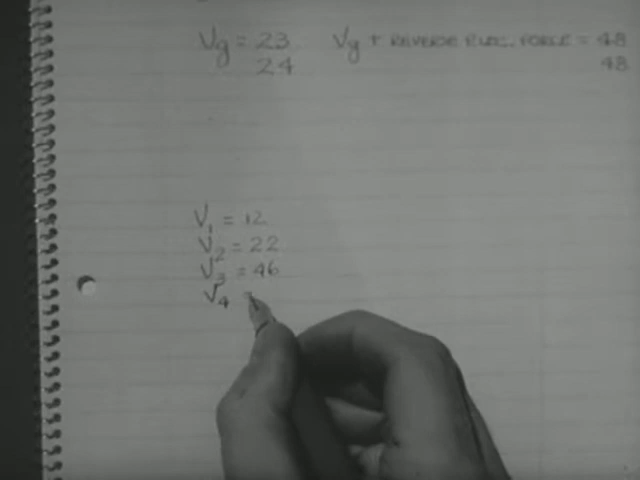 Vg = 23 Vg + REVERSE ELEC. FORCE = 48
24 48
V1 = 12
V2 = 22
V3 = 46
V4